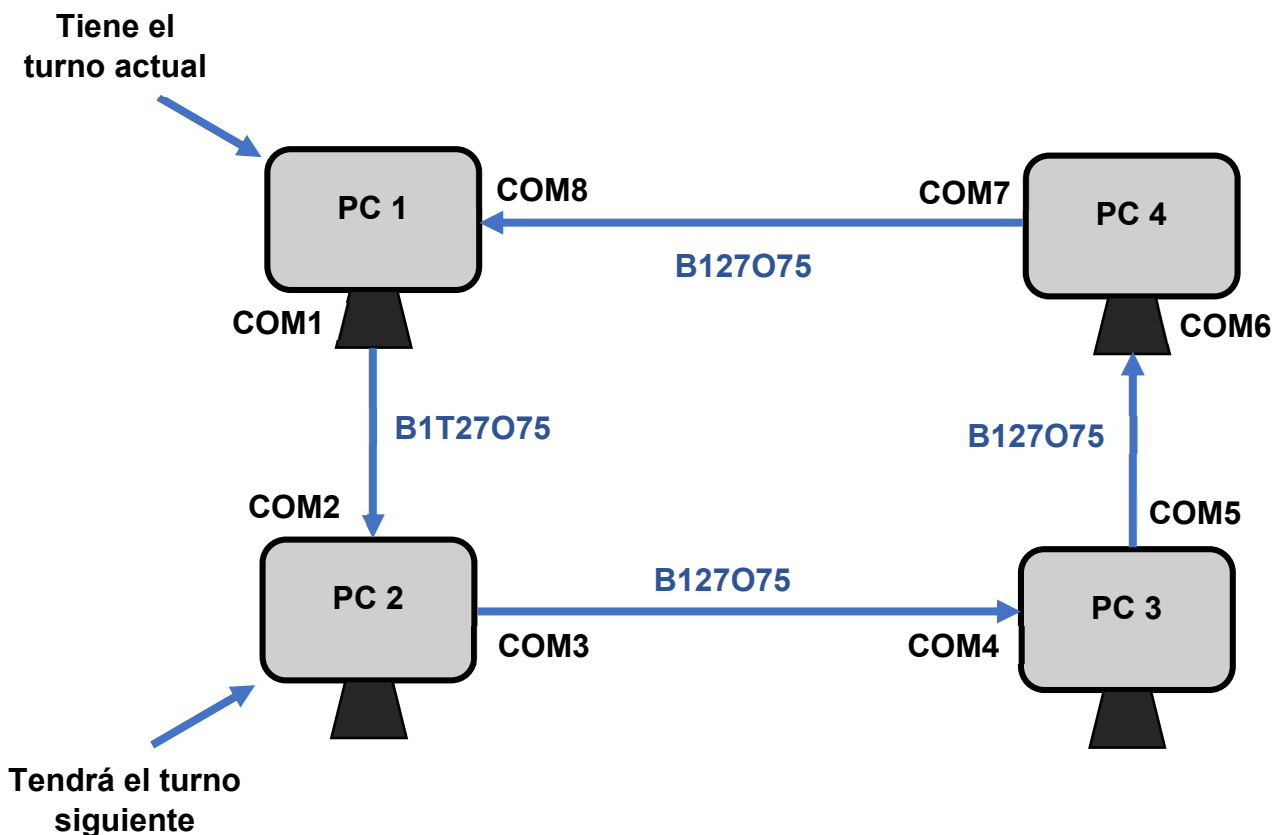 Tiene el
turno actual
PC 1
COM8
COM7
PC 4
B127O75
COM1
COM6
B1T27O75
B127O75
COM2
COM5
PC 2
B127O75
PC 3
COM3
COM4
Tendrá el turno
siguiente